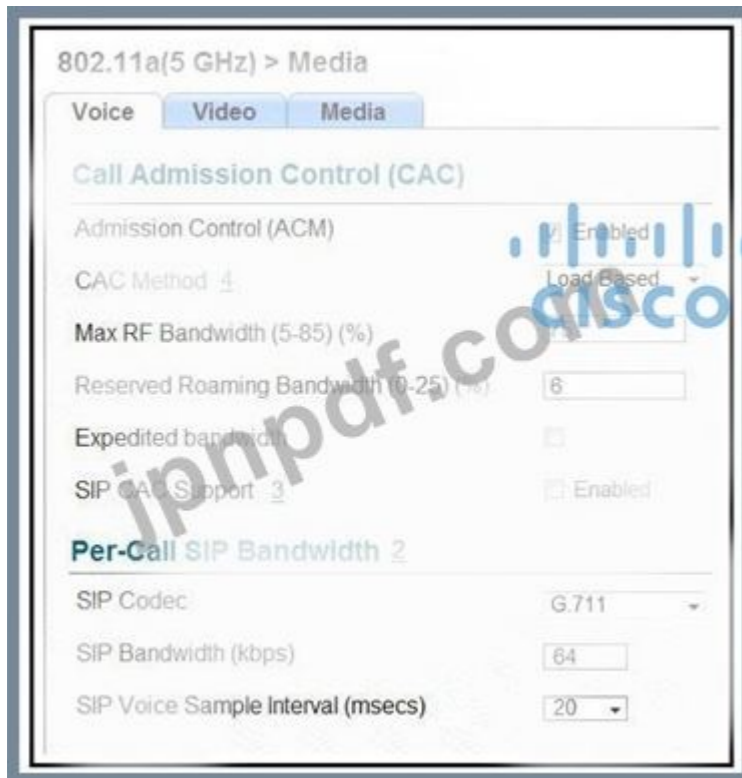 802.11a(5 GHz) > Media
Voice Video Media
Call Admission Control (CAC)
Admission Control (ACM) Enabled
CAC Method 4 Load Based
Max RF Bandwidth (5-85) (%)
Reserved Roaming Bandwidth (0-25) (%) 6
Expedited bandwidth
SIP CAC Support 3 Enabled
Per-Call SIP Bandwidth 2
SIP Codec G.711
SIP Bandwidth (kbps) 64
SIP Voice Sample Interval (msecs) 20
CISCO
jpnpdf.com